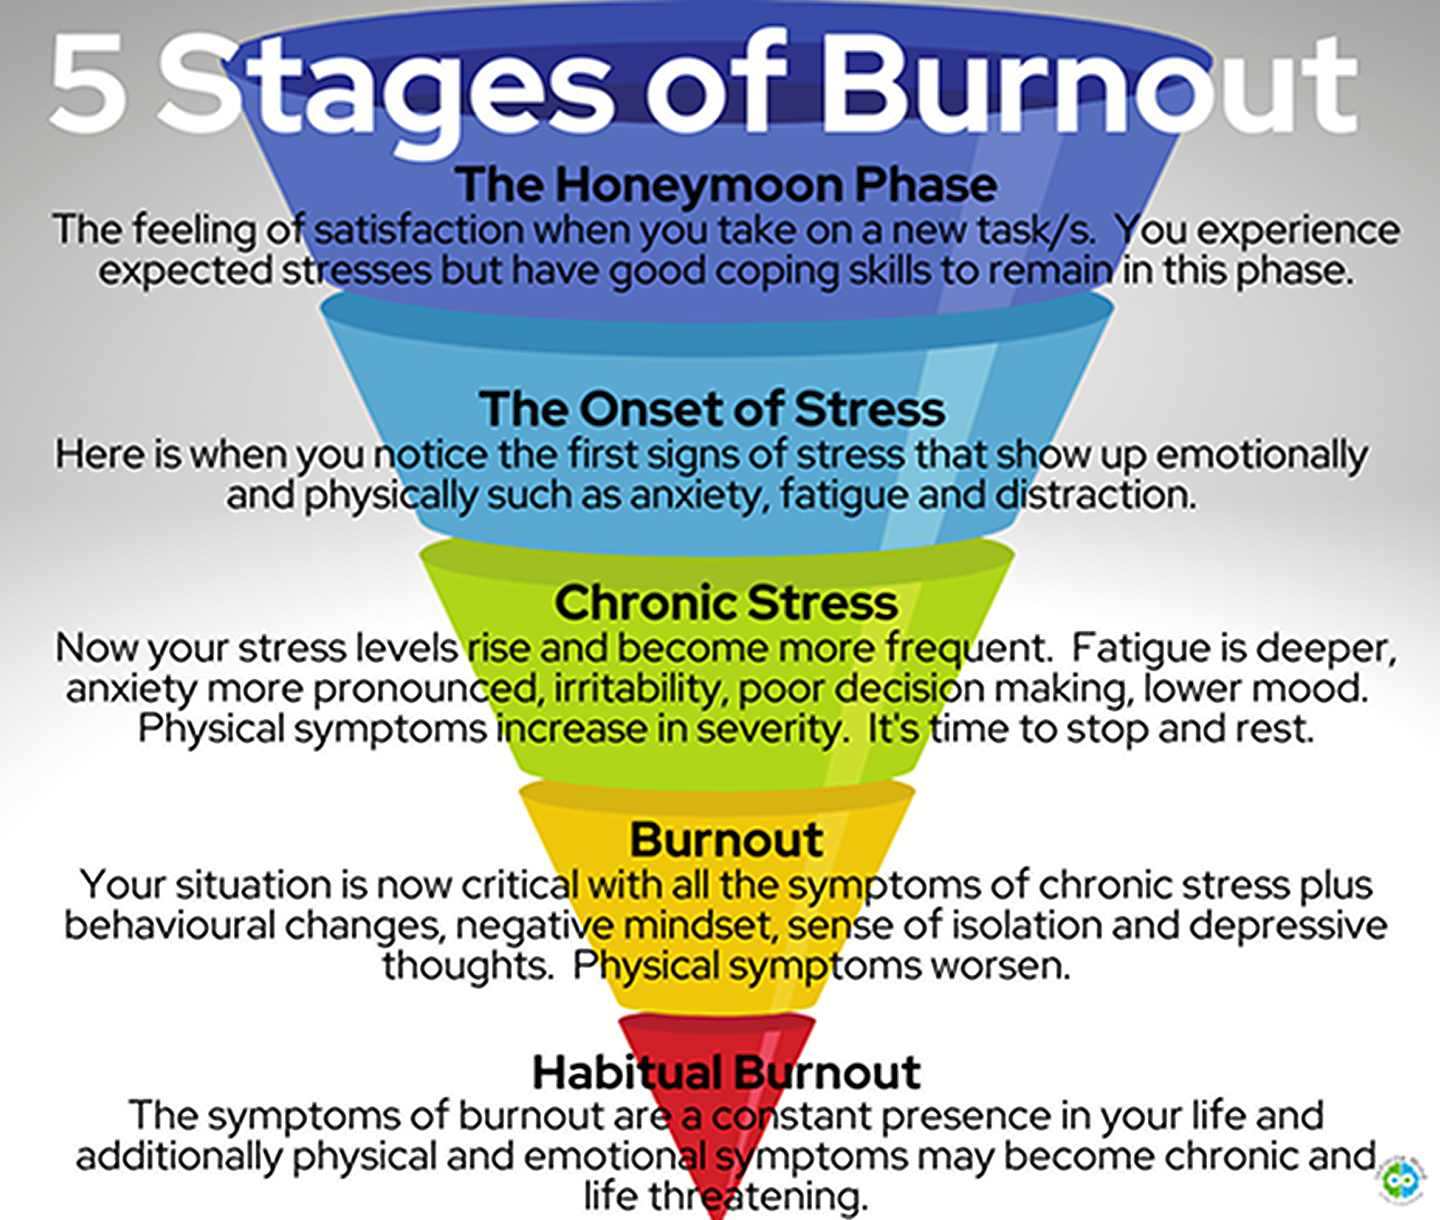 5 Stages of Burnout
The Honeymoon Phase
The feeling of satisfaction when you take on a new task/s. You experience
expected stresses but have good coping skills to remain in this phase.
The Onset of Stress
Here is when you notice the first signs of stress that show up emotionally
and physically such as anxiety, fatigue and distraction.
Chronic Stress
Now your stress levels rise and become more frequent. Fatigue is deeper,
anxiety more pronounced, irritability, poor decision making, lower mood.
Physical symptoms increase in severity. It's time to stop and rest.
Burnout
Your situation is now critical with all the symptoms of chronic stress plus
behavioural changes, negative mindset, sense of isolation and depressive
thoughts. Physical symptoms worsen.
Habitual Burnout
The symptoms of burnout are a constant presence in your life and
additionally physical and emotional symptoms may become chronic and
life threatening.